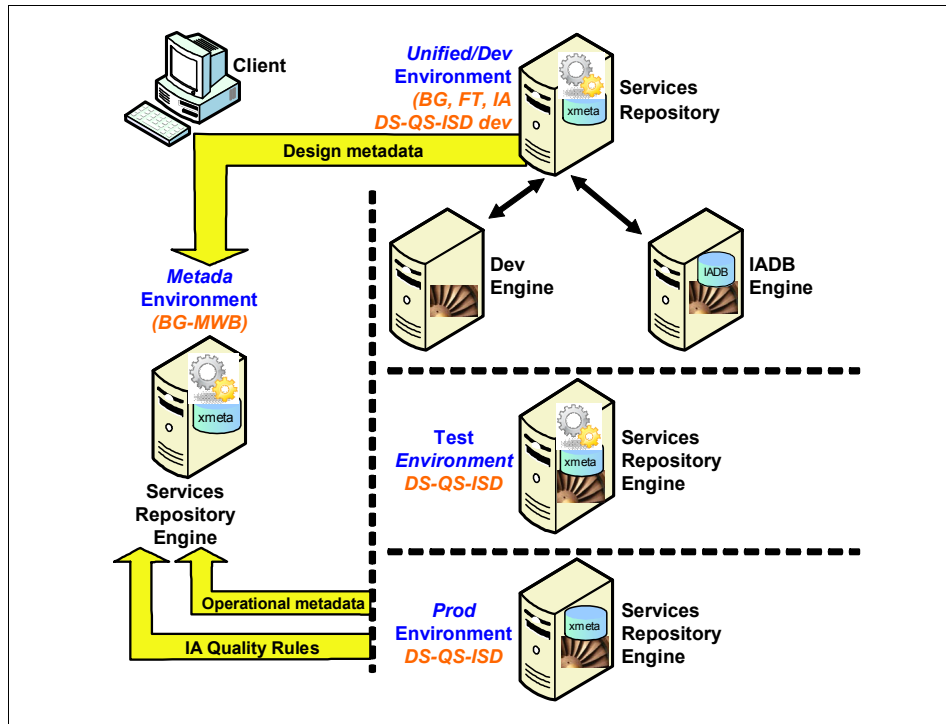 Client
Unified/Dev
Environment
(BG, FT, IA
DS-QS-ISD dev
xmeta
Services
Repository
Design metadata
Metada
Environment
(BG-MWB)
xmeta
Services
Repository
Engine
Dev
Engine
IADB
IADB
Engine
Test
Environment
DS-QS-ISD
xmeta
Services
Repository
Engine
Operational metadata
IA Quality Rules
Prod
Environment
DS-QS-ISD
xmeta
Services
Repository
Engine